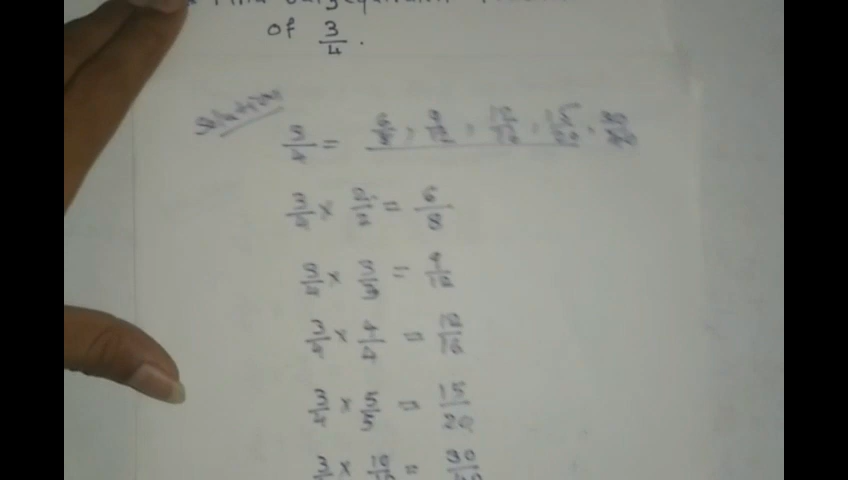 of 3/4.
3/4 = 6/8, 9/12, 12/16, 15/20, 30/40
3/4 × 2/2 = 6/8
3/4 × 3/3 = 9/12
3/4 × 4/4 = 12/16
3/4 × 5/5 = 15/20
3/4 × 10/10 = 30/40